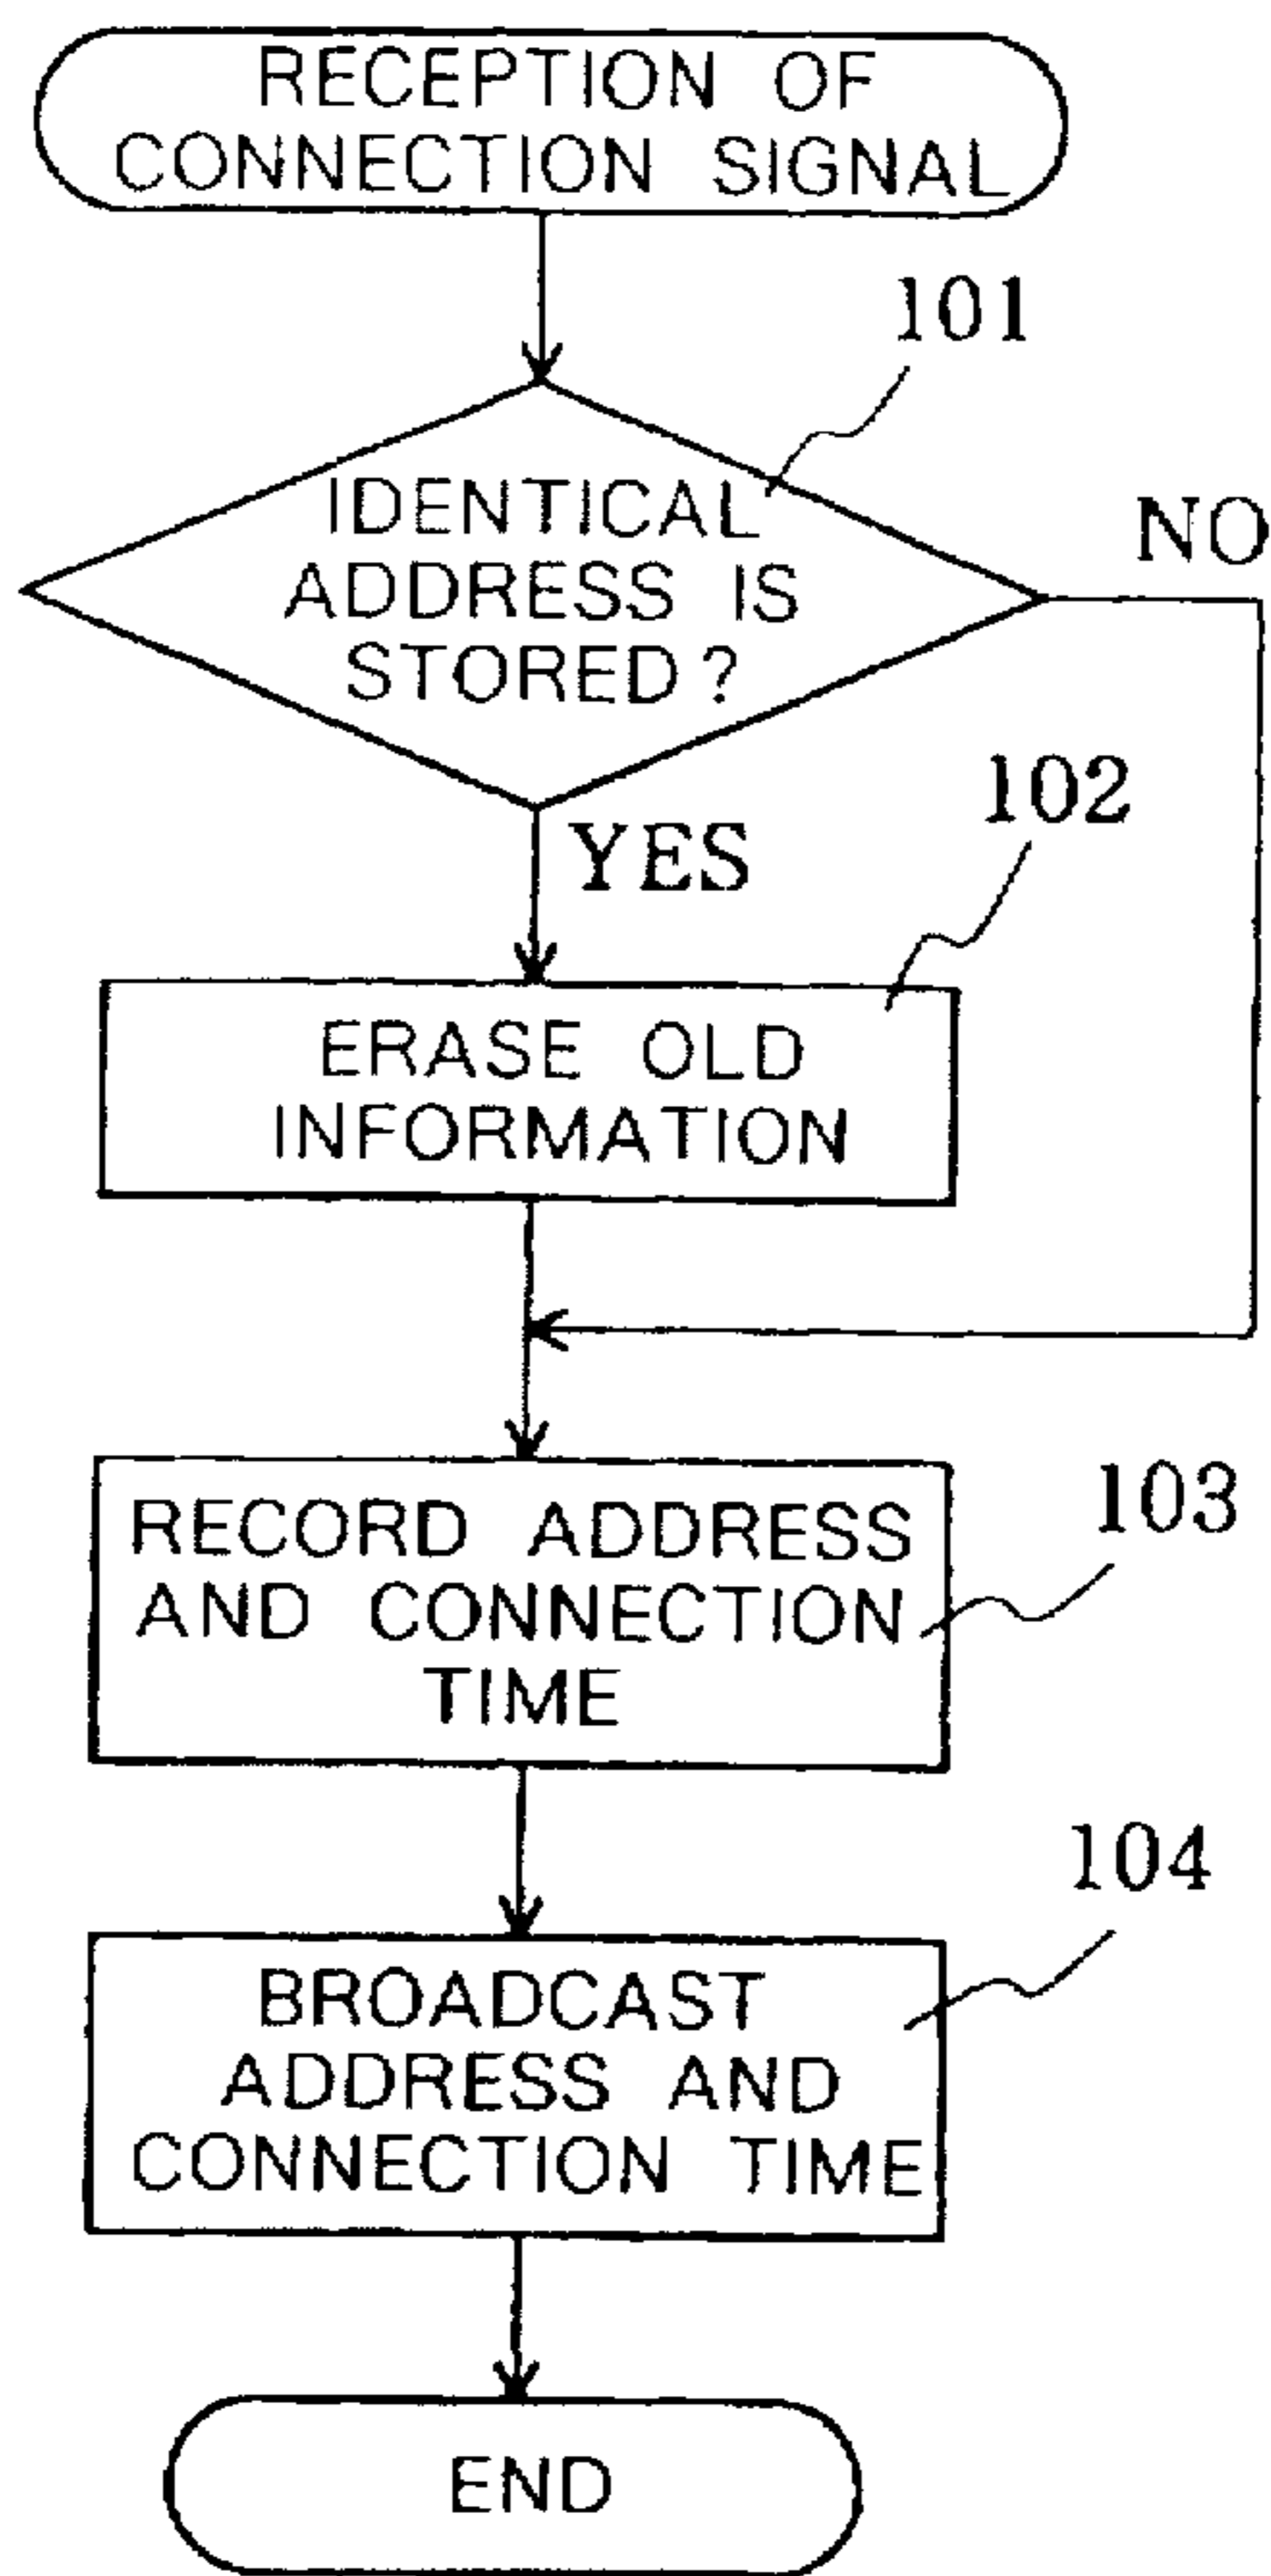 RECEPTION OF
CONNECTION SIGNAL
101
IDENTICAL
ADDRESS IS
STORED?
NO
YES
102
ERASE OLD
INFORMATION
103
RECORD ADDRESS
AND CONNECTION
TIME
104
BROADCAST
ADDRESS AND
CONNECTION TIME
END